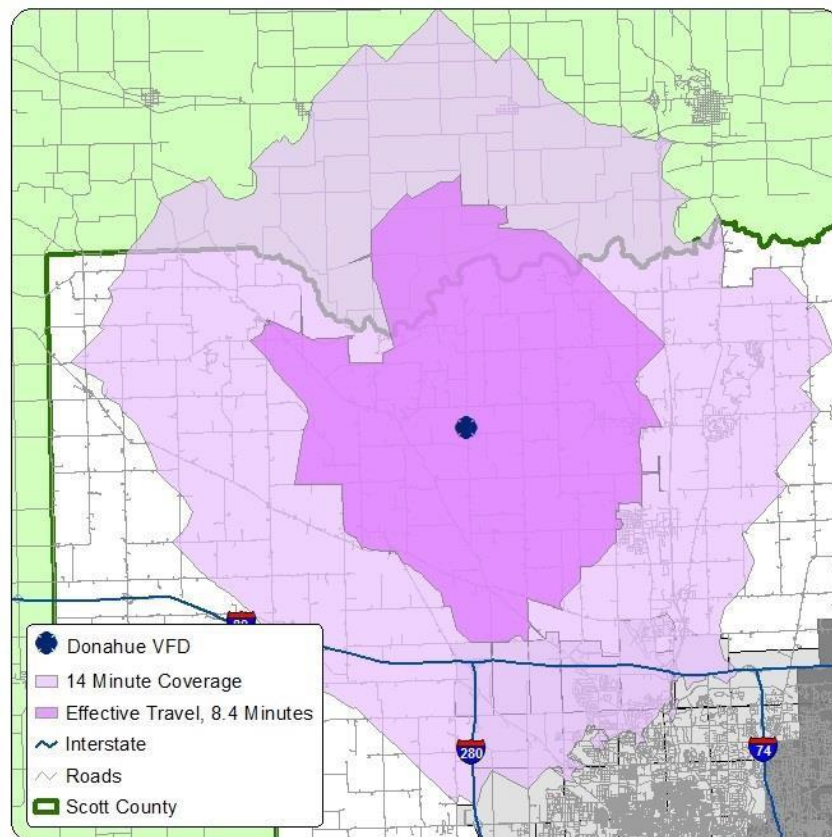 Donahue VFD
14 Minute Coverage
Effective Travel, 8.4 Minutes
Interstate
Roads
Scott County
280
74